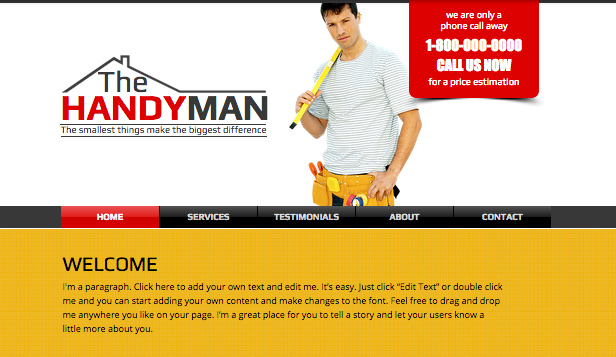 we are only a
phone call away
1-800-000-0000
CALL US NOW
for a price estimation
The
HANDYMAN
The smallest things make the biggest difference
HOME
SERVICES
TESTIMONIALS
ABOUT
CONTACT
WELCOME
I'm a paragraph. Click here to add your own text and edit me. It's easy. Just click "Edit Text" or double click
me and you can start adding your own content and make changes to the font. Feel free to drag and drop
me anywhere you like on your page. I'm a great place for you to tell a story and let your users know a
little more about you.